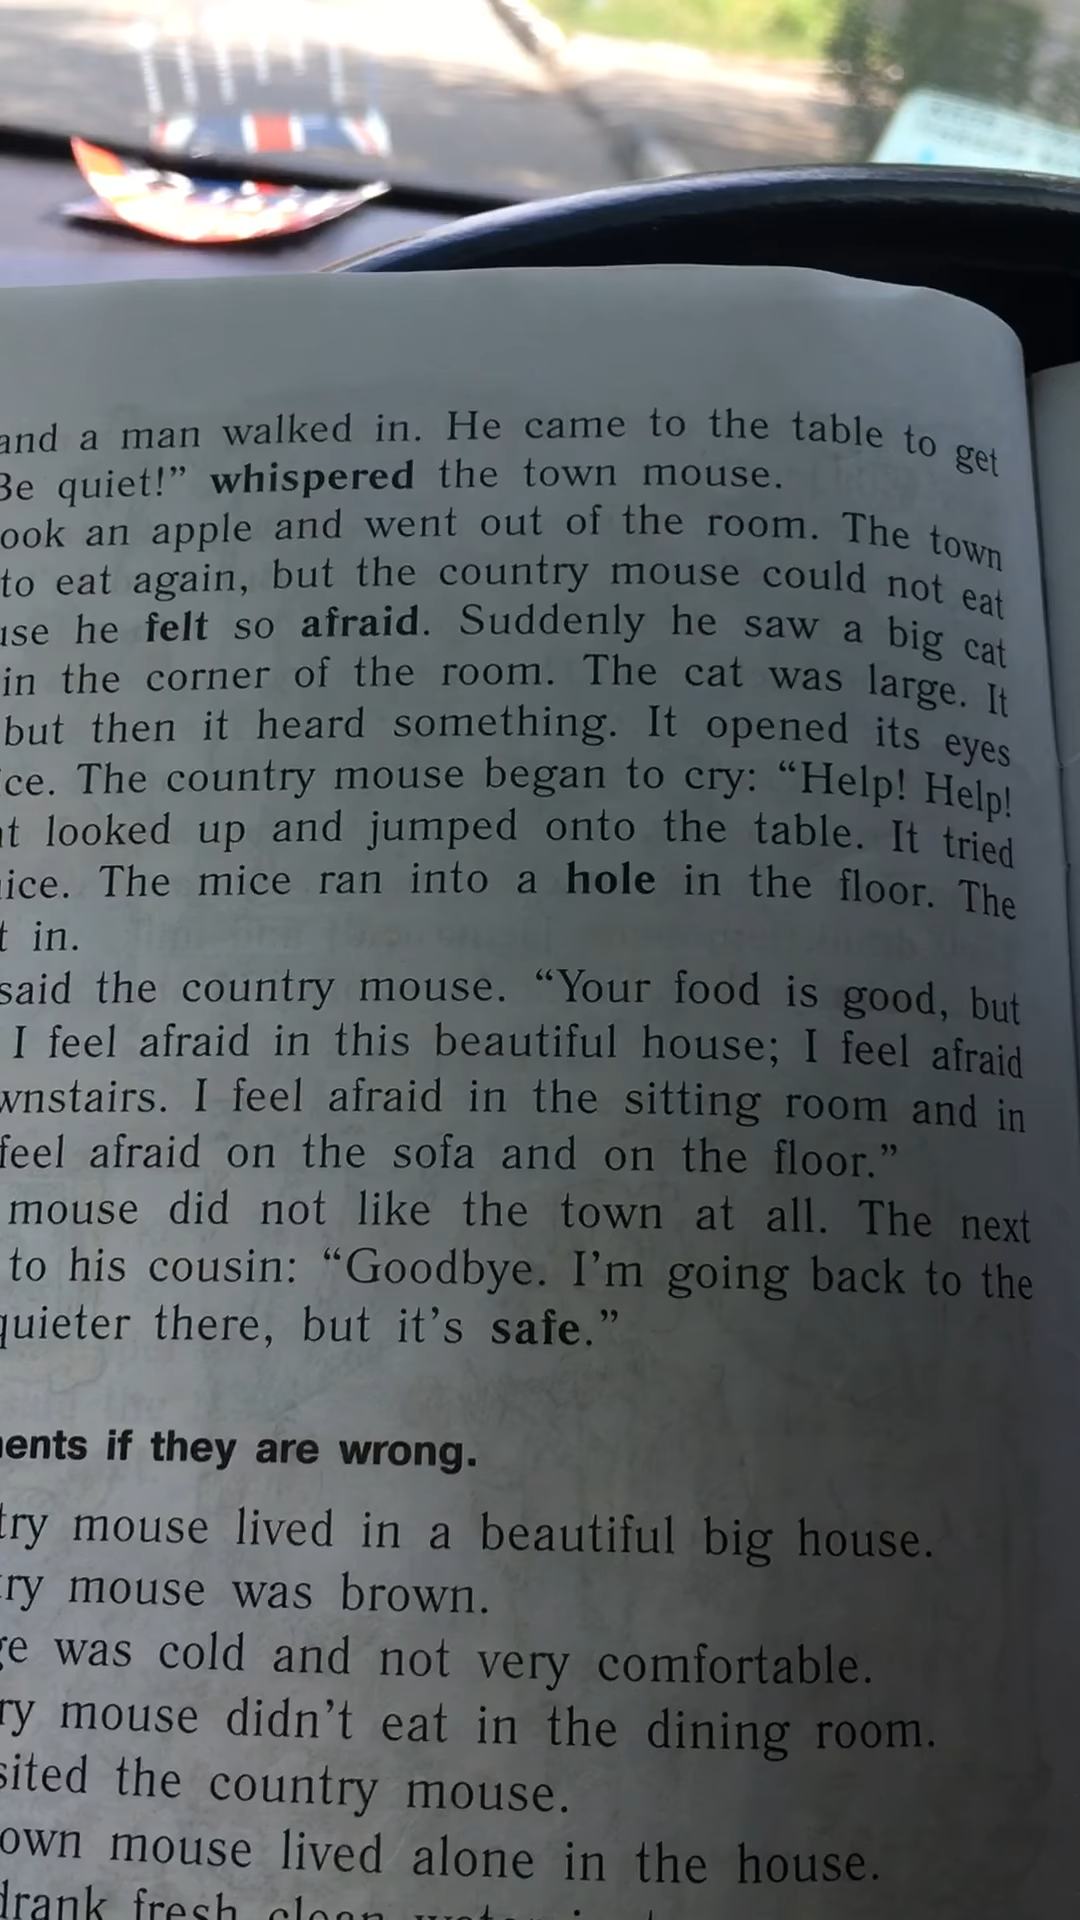 and a man walked in. He came to the table to get
Be quiet!” whispered the town mouse.
ook an apple and went out of the room. The town
to eat again, but the country mouse could not eat
use he felt so afraid. Suddenly he saw a big cat
in the corner of the room. The cat was large. It
but then it heard something. It opened its eyes
ice. The country mouse began to cry: “Help! Help!
at looked up and jumped onto the table. It tried
ice. The mice ran into a hole in the floor. The
t in.
said the country mouse. “Your food is good, but
I feel afraid in this beautiful house; I feel afraid
wnstairs. I feel afraid in the sitting room and in
feel afraid on the sofa and on the floor.”
mouse did not like the town at all. The next
to his cousin: “Goodbye. I’m going back to the
quieter there, but it’s safe.”
ents if they are wrong.
try mouse lived in a beautiful big house.
ry mouse was brown.
ge was cold and not very comfortable.
ry mouse didn’t eat in the dining room.
sited the country mouse.
own mouse lived alone in the house.
drank fresh clean